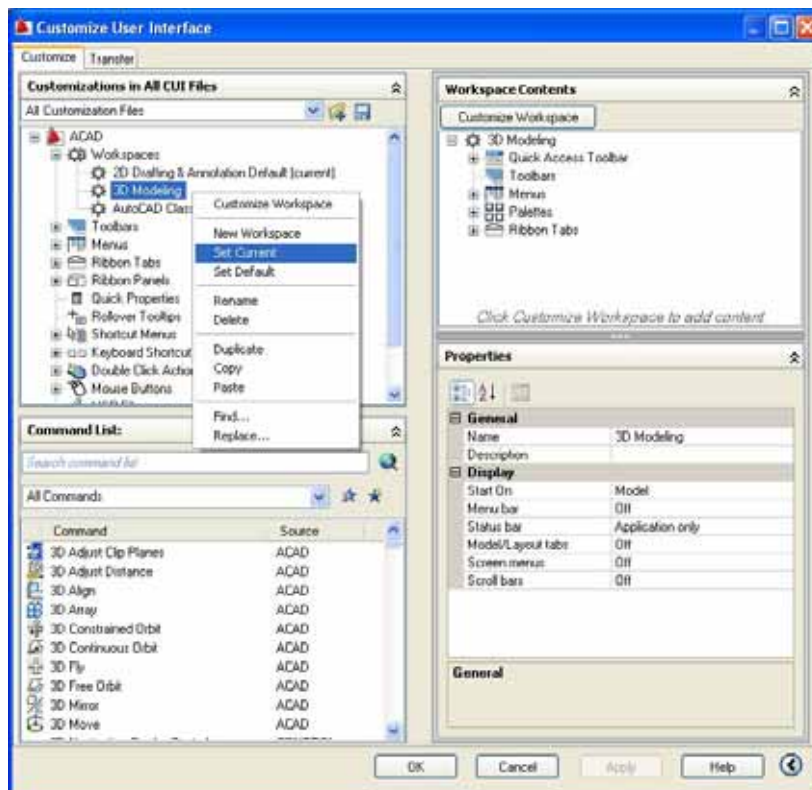 Customize User Interface
Customize Transfer
Customizations in All CUI Files
All Customization Files
ACAD
Workspaces
2D Drafting & Annotation Default (current)
3D Modeling
AutoCAD Clas
Toolbars
Menus
Ribbon Tabs
Ribbon Panels
Quick Properties
Rollover Tooltips
Shortcut Menus
Keyboard Shortcut
Double Click Action
Mouse Buttons
Customize Workspace
New Workspace
Set Current
Set Default
Rename
Delete
Duplicate
Copy
Paste
Find...
Replace...
Command List:
Search command list
All Commands
Command Source
3D Adjust Clip Planes ACAD
3D Adjust Distance ACAD
3D Align ACAD
3D Array ACAD
3D Constrained Orbit ACAD
3D Continuous Orbit ACAD
3D Fly ACAD
3D Free Orbit ACAD
3D Mirror ACAD
3D Move ACAD
Workspace Contents
Customize Workspace
3D Modeling
Quick Access Toolbar
Toolbars
Menus
Palettes
Ribbon Tabs
Click Customize Workspace to add content
Properties
General
Name 3D Modeling
Description
Display
Start On Model
Menu bar Off
Status bar Application only
Model/Layout tabs Off
Screen menus Off
Scroll bars Off
General
OK Cancel Apply Help